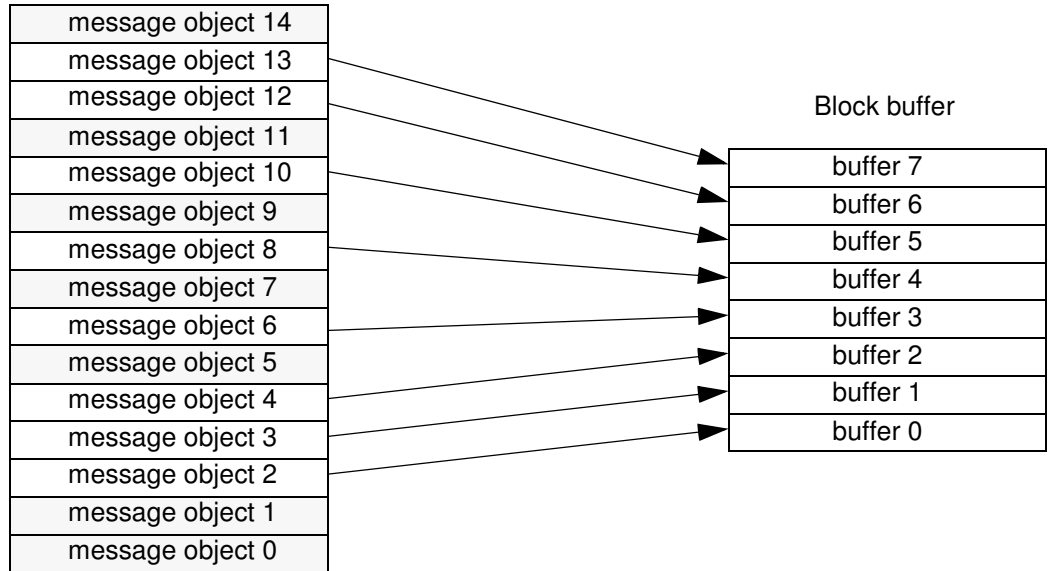 message object 14
message object 13
message object 12
message object 11
message object 10
message object 9
message object 8
message object 7
message object 6
message object 5
message object 4
message object 3
message object 2
message object 1
message object 0
Block buffer
buffer 7
buffer 6
buffer 5
buffer 4
buffer 3
buffer 2
buffer 1
buffer 0